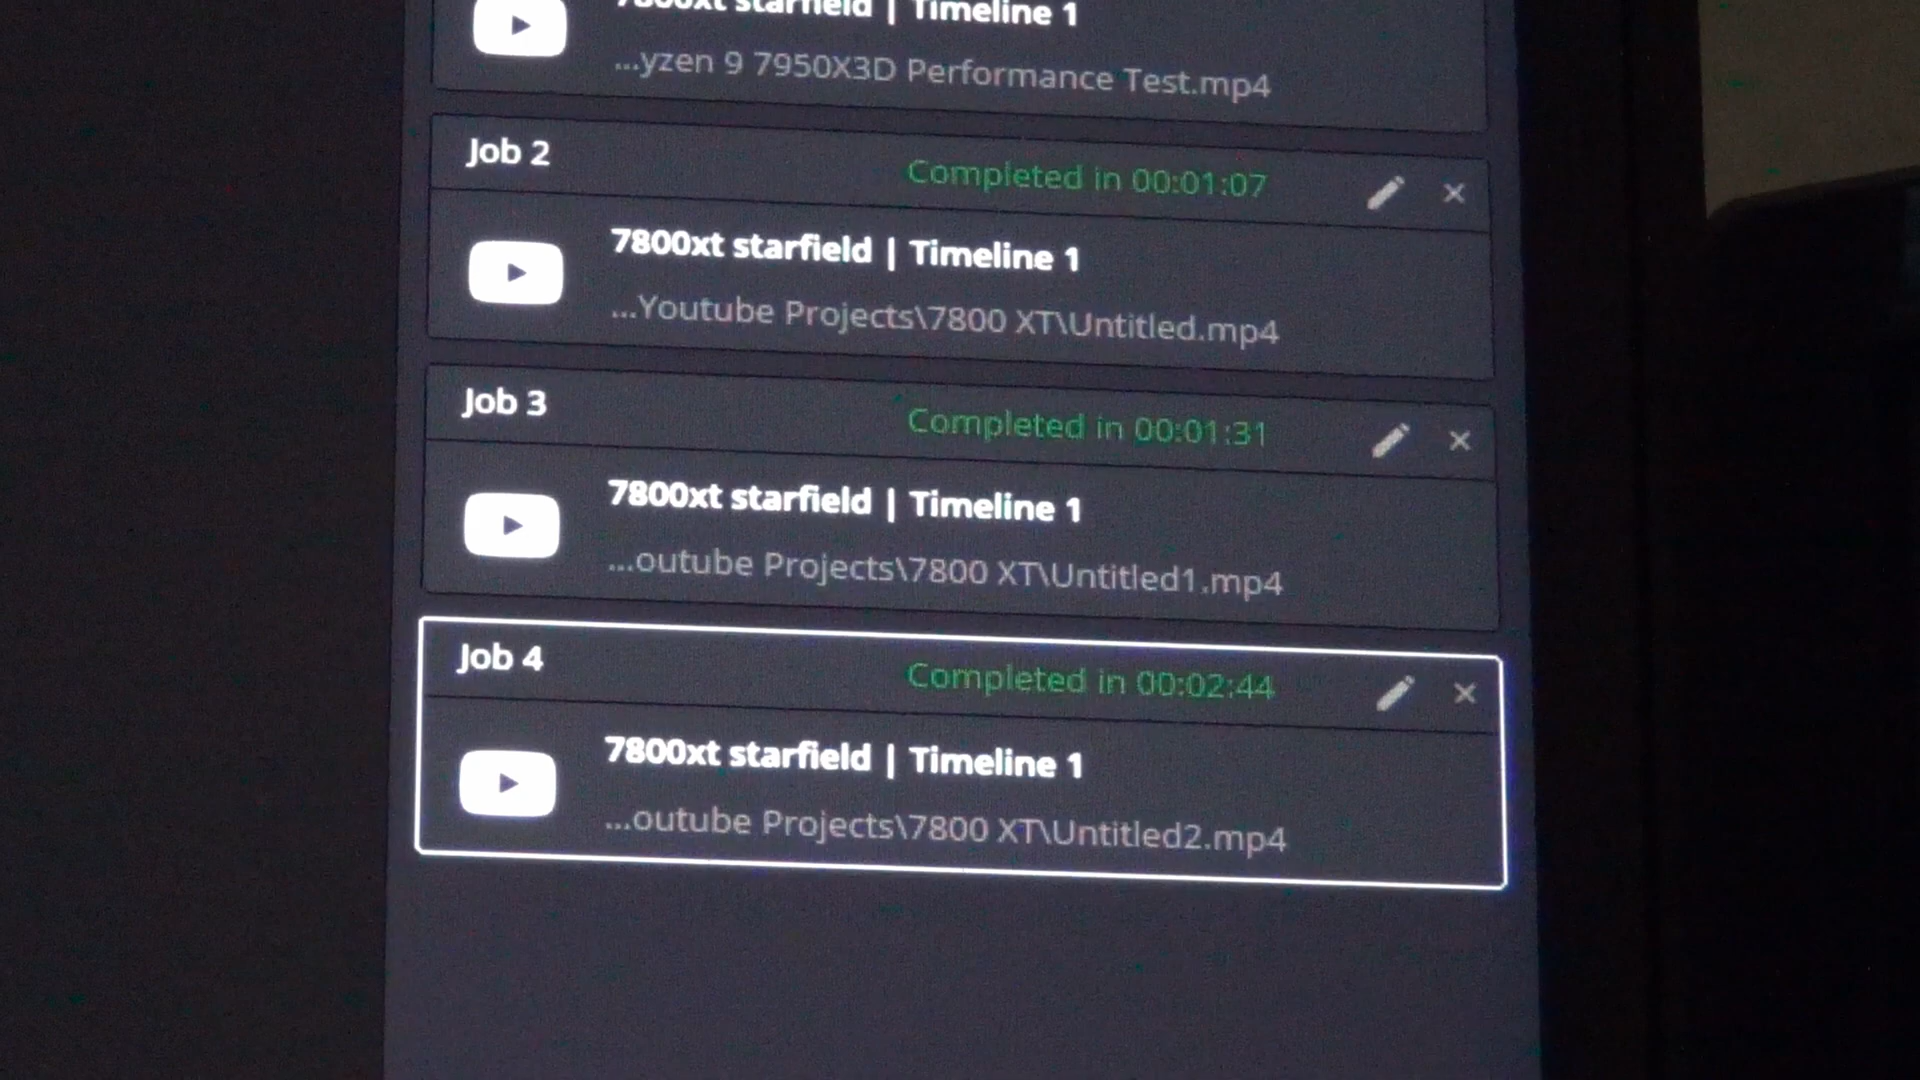 7800xt starfield | Timeline 1
...yzen 9 7950X3D Performance Test.mp4
Job 2
Completed in 00:01:07
7800xt starfield | Timeline 1
...Youtube Projects\7800 XT\Untitled.mp4
Job 3
Completed in 00:01:31
7800xt starfield | Timeline 1
...outube Projects\7800 XT\Untitled1.mp4
Job 4
Completed in 00:02:44
7800xt starfield | Timeline 1
...outube Projects\7800 XT\Untitled2.mp4